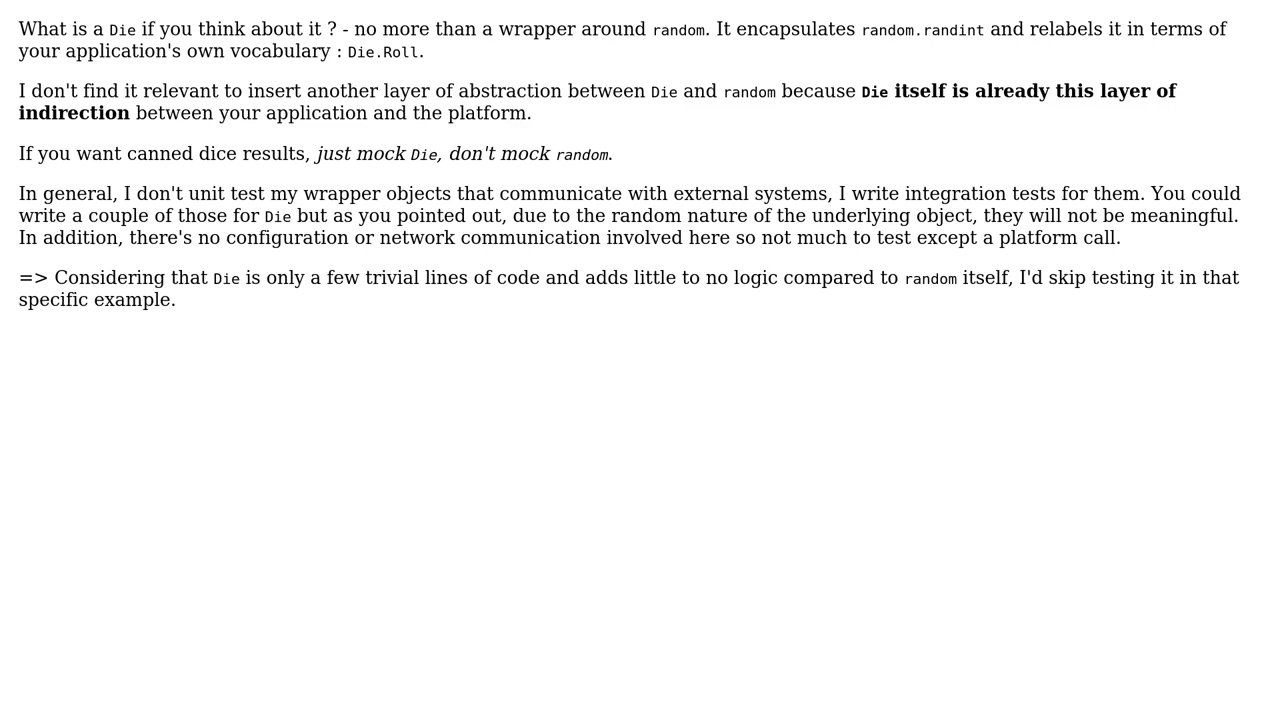 What is a Die if you think about it ? - no more than a wrapper around random. It encapsulates random.randint and relabels it in terms of
your application's own vocabulary : Die.Roll.
I don't find it relevant to insert another layer of abstraction between Die and random because Die itself is already this layer of
indirection between your application and the platform.
If you want canned dice results, just mock Die, don't mock random.
In general, I don't unit test my wrapper objects that communicate with external systems, I write integration tests for them. You could
write a couple of those for Die but as you pointed out, due to the random nature of the underlying object, they will not be meaningful.
In addition, there's no configuration or network communication involved here so not much to test except a platform call.
=> Considering that Die is only a few trivial lines of code and adds little to no logic compared to random itself, I'd skip testing it in that
specific example.